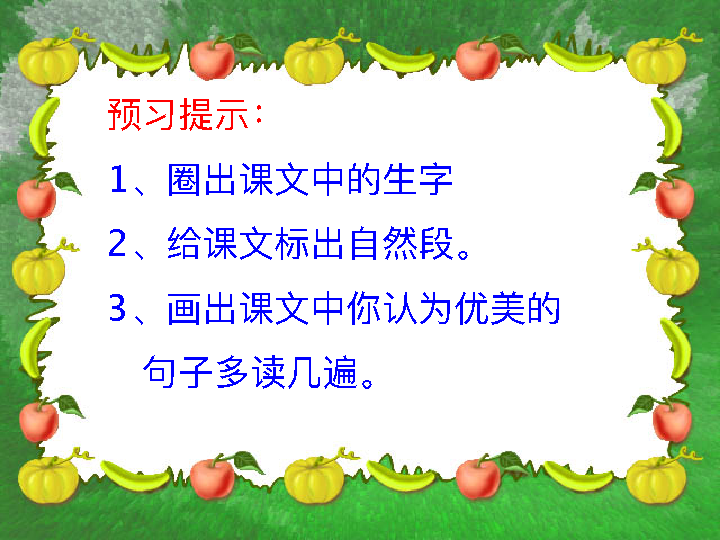 预习提示：
1、圈出课文中的生字
2、给课文标出自然段。
3、画出课文中你认为优美的
句子多读几遍。